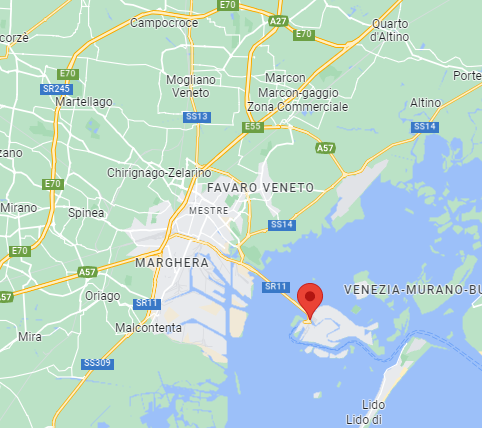 Campocroce
A27
E70
Quarto
d'Altino
E70
E70
SR245
Mogliano
Veneto
Marcon
Marcon-gaggio
Zona Commerciale
Martellago
Altino
SS13
E55
SS14
A57
Chirignago-Zelarino
E70
FAVARO VENETO
Mirano
Spinea
MESTRE
SS14
E70
MARGHERA
A57
SR11
VENEZIA-MURANO-BU
Oriago
SR11
Malcontenta
Mira
SS309
Lido
Lido di